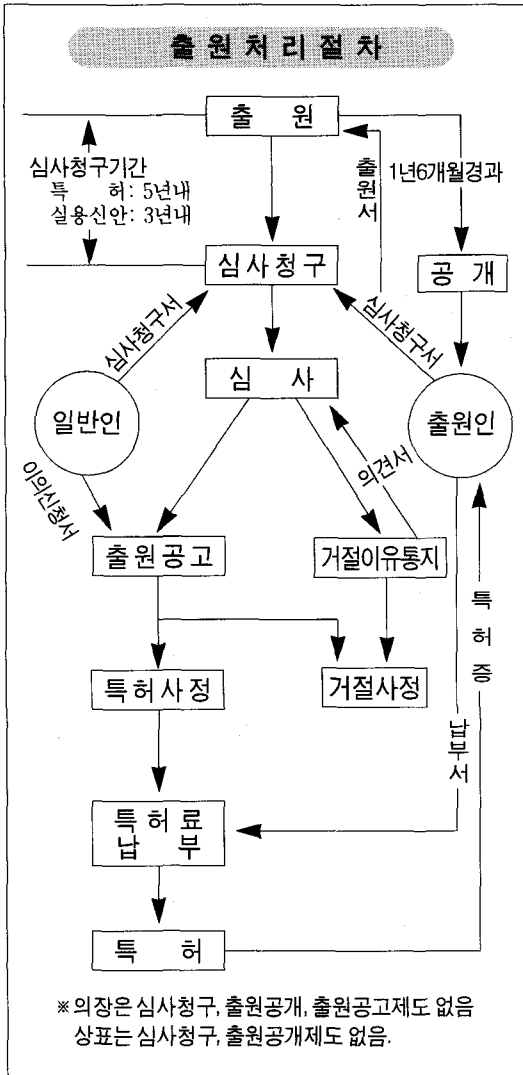 출원처리절차
출 원
심사청구기간
특 허: 5년내
실용신안: 3년내
출원서
1년6개월경과
심사청구
공 개
심사청구서
심사청구서
심 사
일반인
출원인
이의신청서
의견서
출원공고
거절이유통지
특허증
특허사정
거절사정
납부서
특허료
납 부
특 허
※의장은 심사청구, 출원공개, 출원공고제도 없음
상표는 심사청구, 출원공개제도 없음.